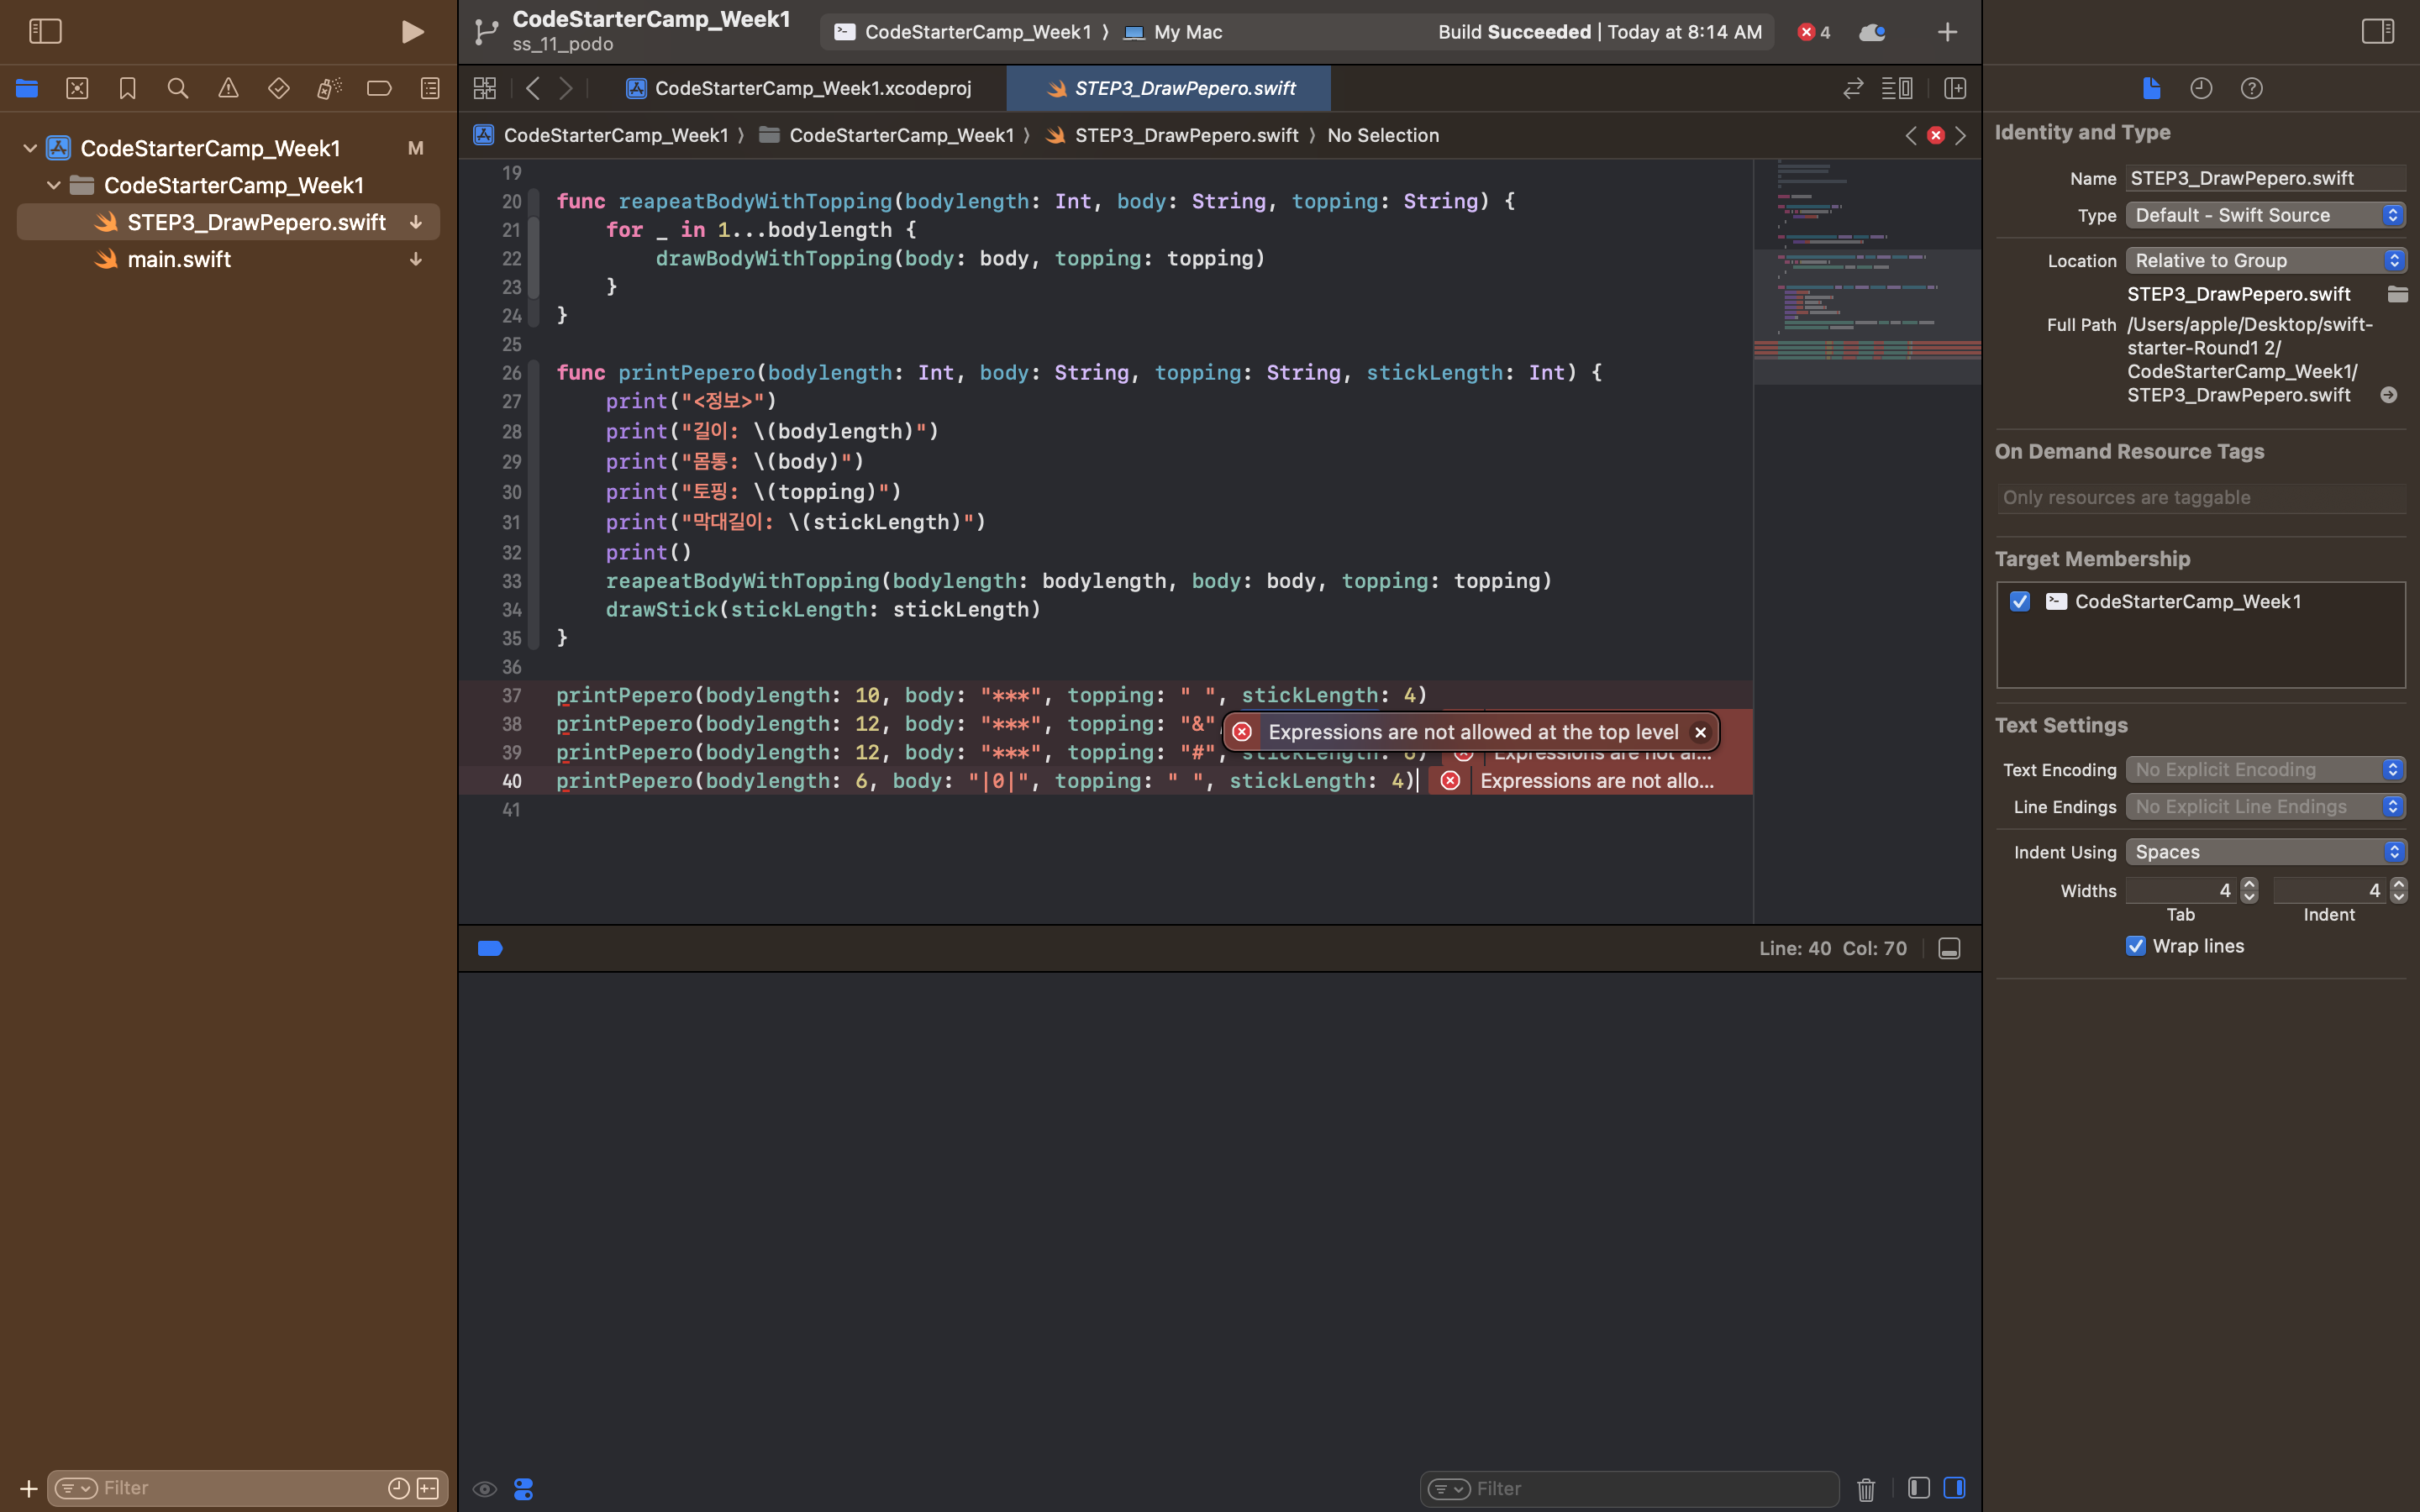 CodeStarterCamp_Week1
ss_11_podo
CodeStarterCamp_Week1 ⟩ My Mac
Build Succeeded | Today at 8:14 AM
4
CodeStarterCamp_Week1.xcodeproj
STEP3_DrawPepero.swift
CodeStarterCamp_Week1 ⟩ CodeStarterCamp_Week1 ⟩ STEP3_DrawPepero.swift ⟩ No Selection
CodeStarterCamp_Week1 M
CodeStarterCamp_Week1
STEP3_DrawPepero.swift
main.swift
Filter
19
20 func reapeatBodyWithTopping(bodylength: Int, body: String, topping: String) {
21 for _ in 1...bodylength {
22 drawBodyWithTopping(body: body, topping: topping)
23 }
24 }
25
26 func printPepero(bodylength: Int, body: String, topping: String, stickLength: Int) {
27 print("<정보>")
28 print("길이: \(bodylength)")
29 print("몸통: \(body)")
30 print("토핑: \(topping)")
31 print("막대길이: \(stickLength)")
32 print()
33 reapeatBodyWithTopping(bodylength: bodylength, body: body, topping: topping)
34 drawStick(stickLength: stickLength)
35 }
36
37 printPepero(bodylength: 10, body: "***", topping: " ", stickLength: 4)
38 printPepero(bodylength: 12, body: "***", topping: "&"
Expressions are not allowed at the top level
39 printPepero(bodylength: 12, body: "***", topping: "#", stickLength:
40 printPepero(bodylength: 6, body: "|0|", topping: " ", stickLength: 4) Expressions are not allo...
41
Line: 40 Col: 70
Filter
Identity and Type
Name STEP3_DrawPepero.swift
Type Default - Swift Source
Location Relative to Group
STEP3_DrawPepero.swift
Full Path /Users/apple/Desktop/swift-
starter-Round1 2/
CodeStarterCamp_Week1/
STEP3_DrawPepero.swift
On Demand Resource Tags
Only resources are taggable
Target Membership
CodeStarterCamp_Week1
Text Settings
Text Encoding No Explicit Encoding
Line Endings No Explicit Line Endings
Indent Using Spaces
Widths 4 4
Tab Indent
Wrap lines